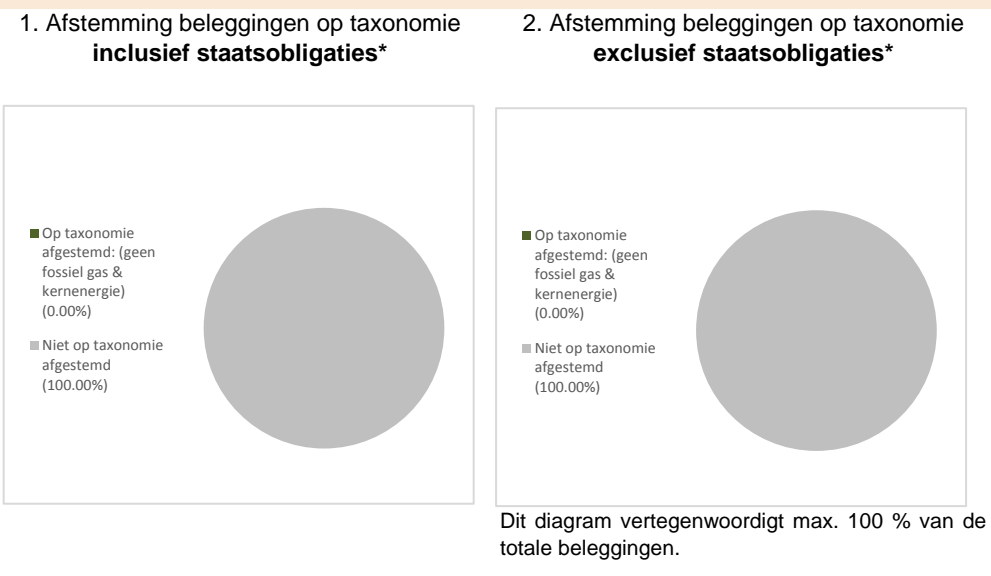 1. Afstemming beleggingen op taxonomie
inclusief staatsobligaties*
2. Afstemming beleggingen op taxonomie
exclusief staatsobligaties*
Op taxonomie
afgestemd: (geen
fossiel gas &
kernenergie)
(0.00%)
Niet op taxonomie
afgestemd
(100.00%)
Op taxonomie
afgestemd: (geen
fossiel gas &
kernenergie)
(0.00%)
Niet op taxonomie
afgestemd
(100.00%)
Dit diagram vertegenwoordigt max. 100 % van de
totale beleggingen.